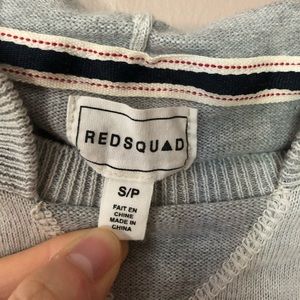 REDSQUAD
S/P
FAIT EN
CHINE
MADE IN
CHINA